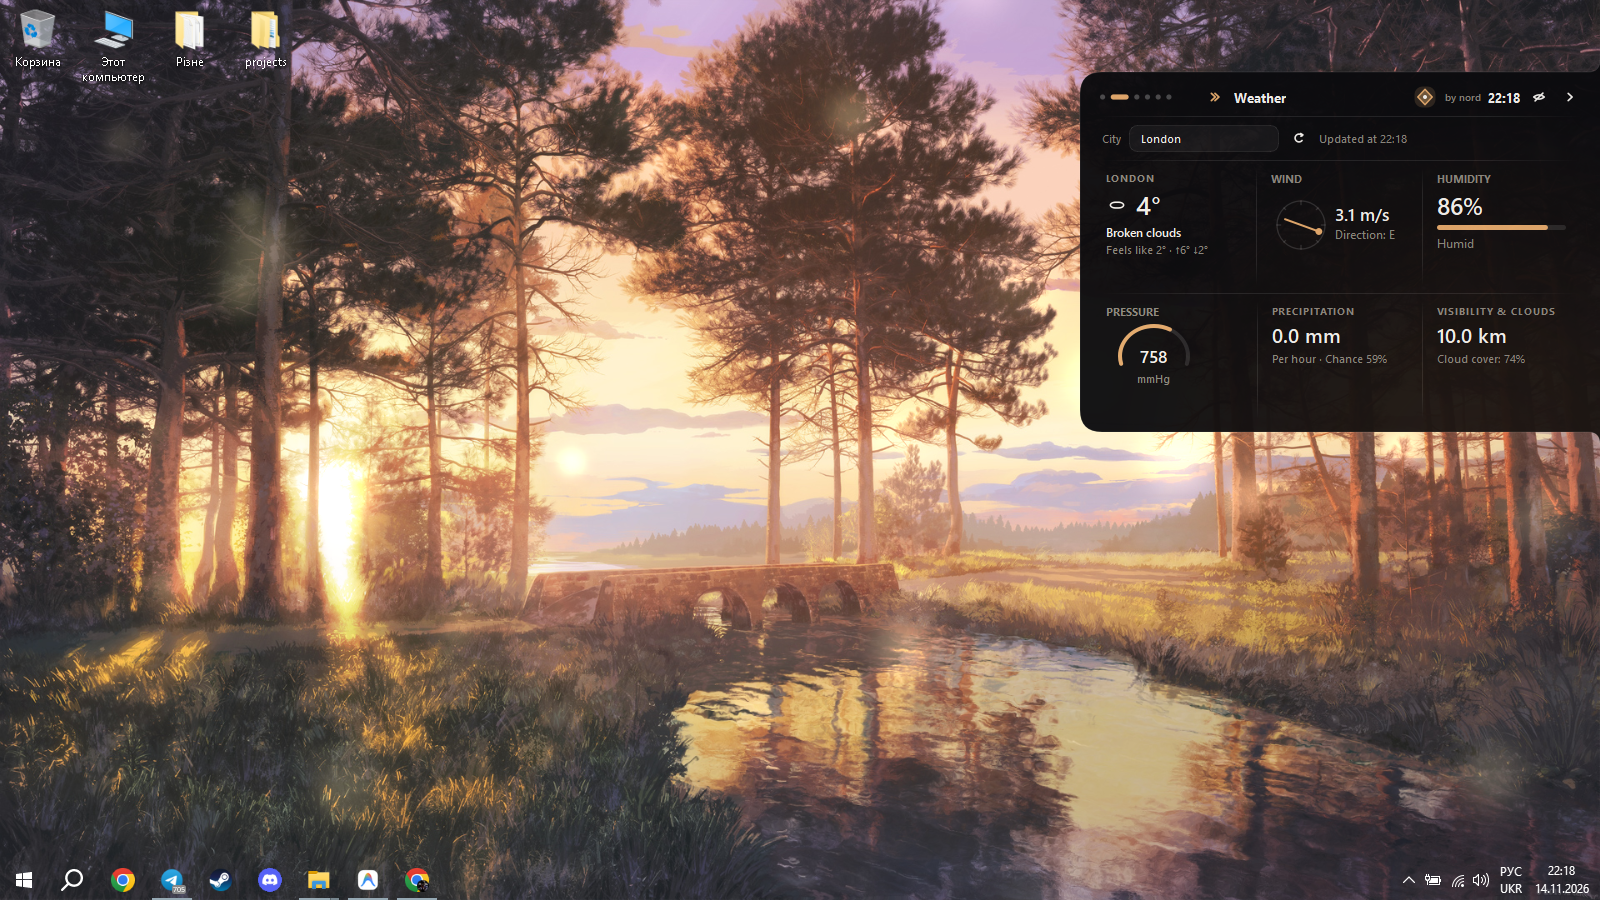 Корзина
Этот
компьютер
Різне
projects
Weather
by nord
22:18
City
London
Updated at 22:18
LONDON
4°
Broken clouds
Feels like 2° · ↑6° ↓2°
WIND
3.1 m/s
Direction: E
HUMIDITY
86%
Humid
PRESSURE
758
mmHg
PRECIPITATION
0.0 mm
Per hour · Chance 59%
VISIBILITY & CLOUDS
10.0 km
Cloud cover: 74%
705
РУС
UKR
22:18
14.11.2026